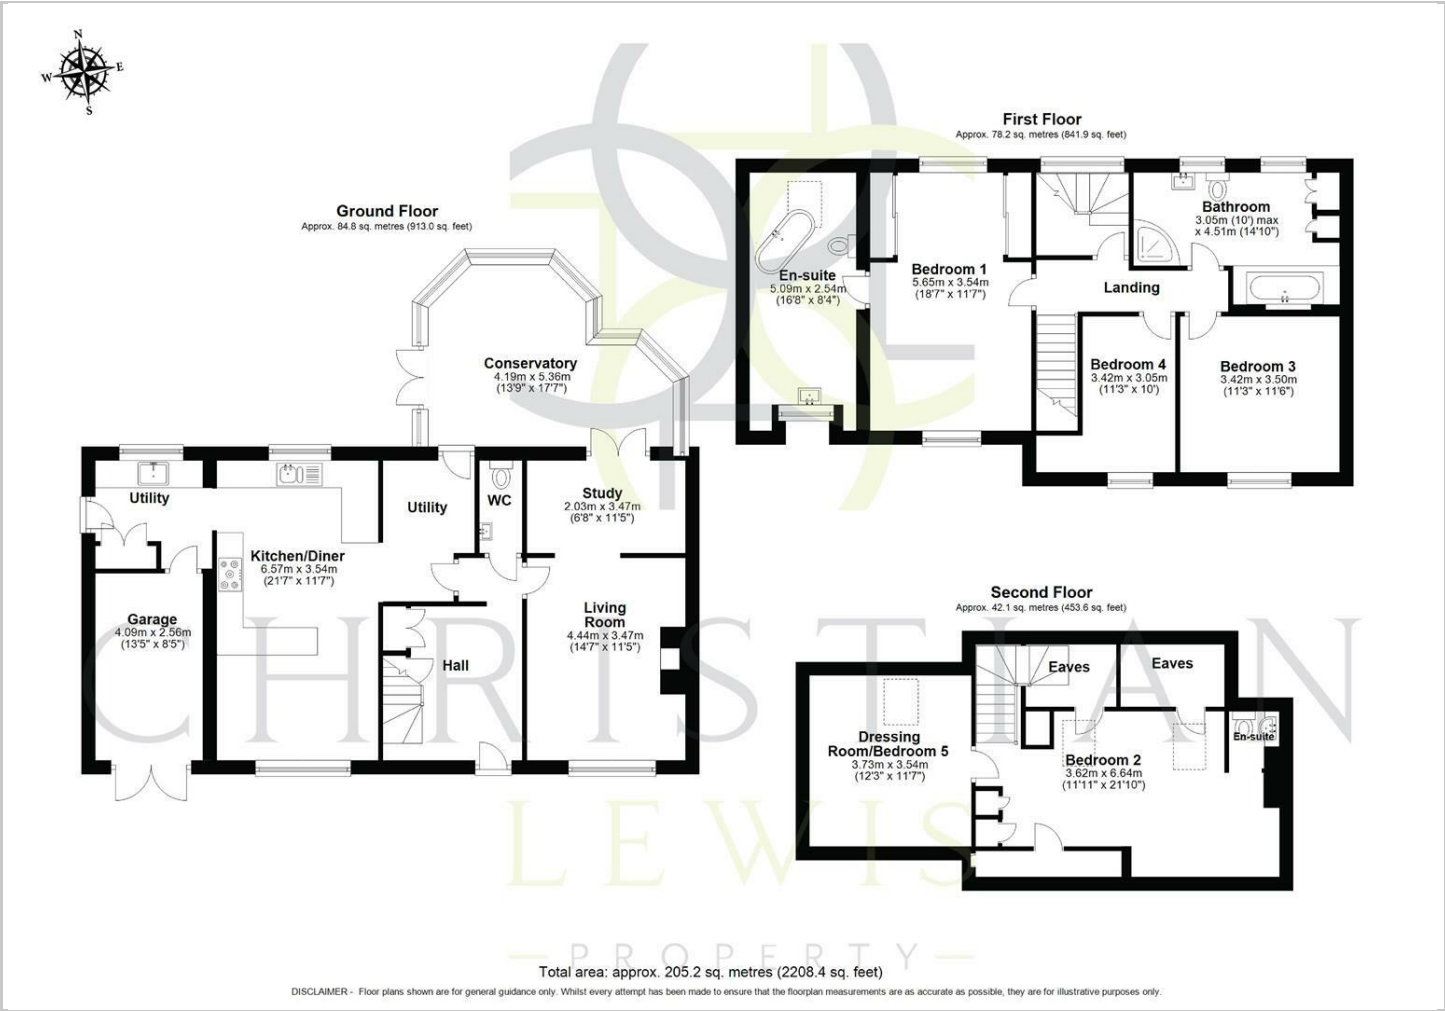 N
W E
S
First Floor
Approx. 78.2 sq. metres (841.9 sq. feet)
Ground Floor
Approx. 84.8 sq. metres (913.0 sq. feet)
Bathroom
3.05m (10') max
x 4.51m (14'10")
En-suite
5.09m x 2.54m
(16'8" x 8'4")
Bedroom 1
5.65m x 3.54m
(18'7" x 11'7")
Landing
Conservatory
4.19m x 5.36m
(13'9" x 17'7")
Bedroom 4
3.42m x 3.05m
(11'3" x 10')
Bedroom 3
3.42m x 3.50m
(11'3" x 11'6")
Utility
Utility
WC
Study
2.03m x 3.47m
(6'8" x 11'5")
Kitchen/Diner
6.57m x 3.54m
(21'7" x 11'7")
Garage
4.09m x 2.56m
(13'5" x 8'5")
Living
Room
4.44m x 3.47m
(14'7" x 11'5")
Hall
Second Floor
Approx. 42.1 sq. metres (453.6 sq. feet)
Eaves
Eaves
Dressing
Room/Bedroom 5
3.73m x 3.54m
(12'3" x 11'7")
Bedroom 2
3.62m x 6.64m
(11'11" x 21'10")
En-suite
CHRISTIAN
LEWIS
PROPERTY
Total area: approx. 205.2 sq. metres (2208.4 sq. feet)
DISCLAIMER - Floor plans shown are for general guidance only. Whilst every attempt has been made to ensure that the floorplan measurements are as accurate as possible, they are for illustrative purposes only.